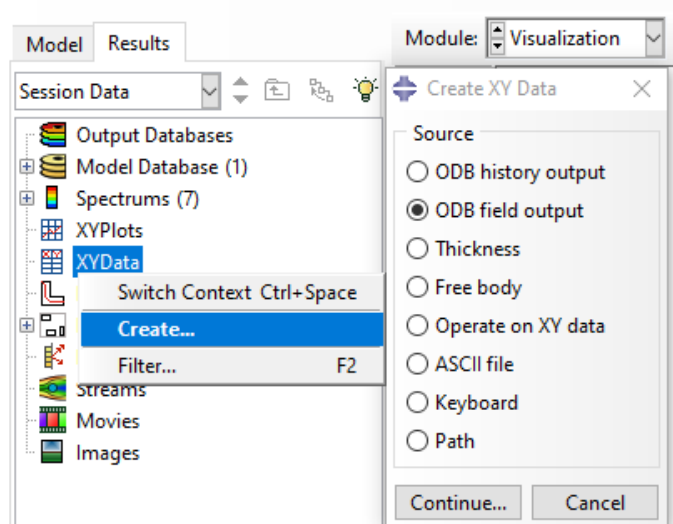 Model Results
Session Data
Output Databases
Model Database (1)
Spectrums (7)
XYPlots
XYData
Switch Context Ctrl+Space
Create...
Filter... F2
Streams
Movies
Images
Module: Visualization
Create XY Data
Source
ODB history output
ODB field output
Thickness
Free body
Operate on XY data
ASCII file
Keyboard
Path
Continue... Cancel